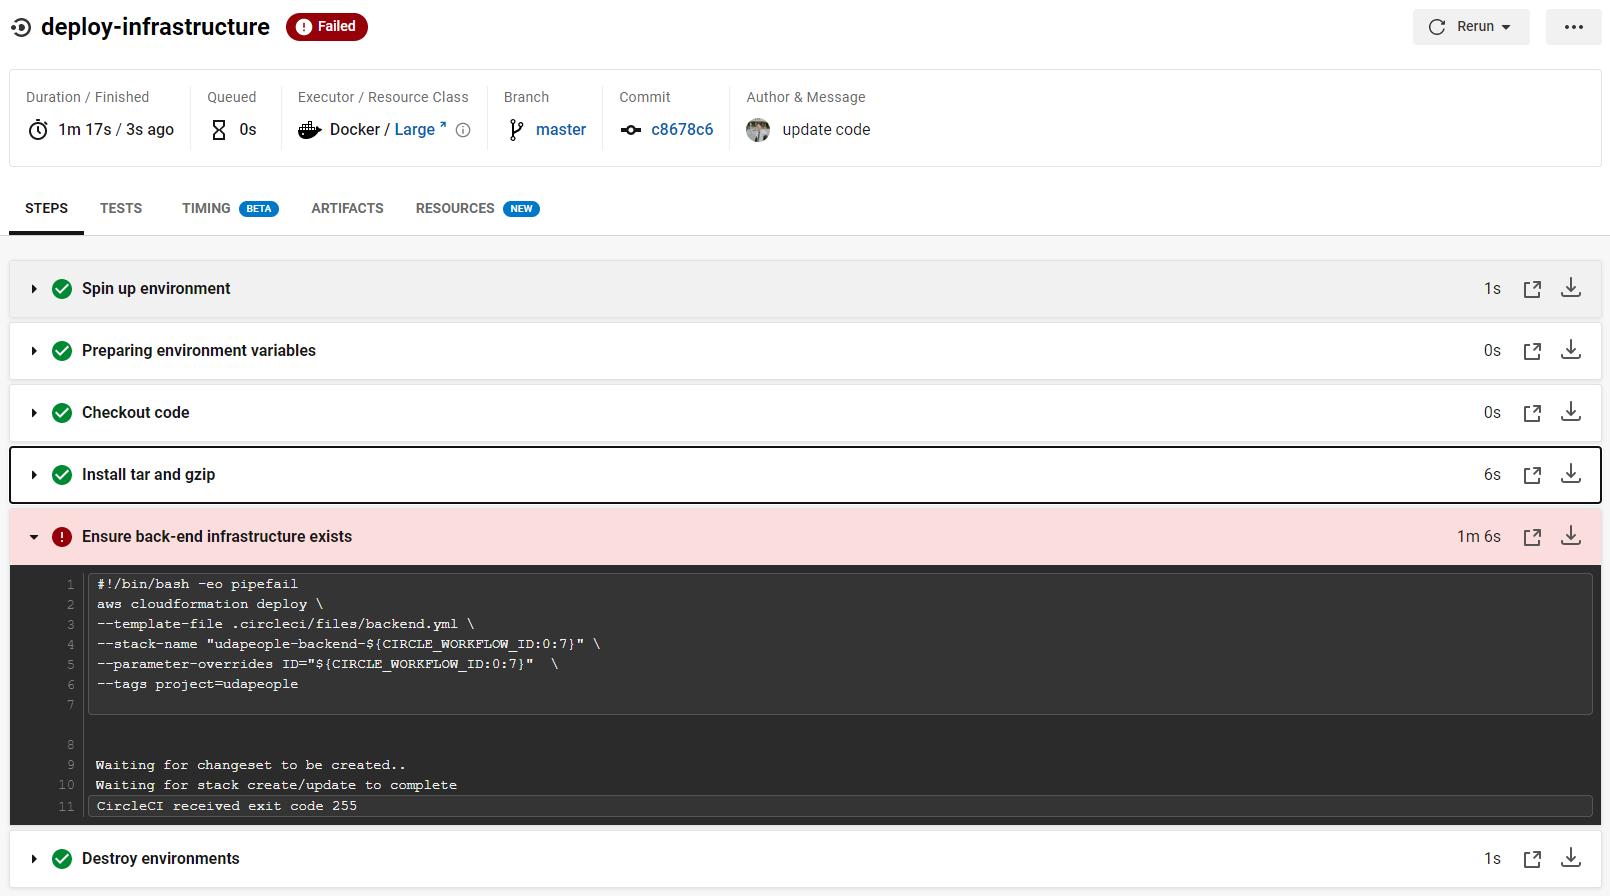 deploy-infrastructure
Failed
Rerun
Duration / Finished
Queued
Executor / Resource Class
Branch
Commit
Author & Message
1m 17s / 3s ago
0s
Docker / Large
master
c8678c6
update code
STEPS
TESTS
TIMING BETA
ARTIFACTS
RESOURCES NEW
Spin up environment 1s
Preparing environment variables 0s
Checkout code 0s
Install tar and gzip 6s
Ensure back-end infrastructure exists 1m 6s
1 #!/bin/bash -eo pipefail
2 aws cloudformation deploy \
3 --template-file .circleci/files/backend.yml \
4 --stack-name "udapeople-backend-${CIRCLE_WORKFLOW_ID:0:7}" \
5 --parameter-overrides ID="${CIRCLE_WORKFLOW_ID:0:7}"  \
6 --tags project=udapeople
7
8
9 Waiting for changeset to be created..
10 Waiting for stack create/update to complete
11 CircleCI received exit code 255
Destroy environments 1s